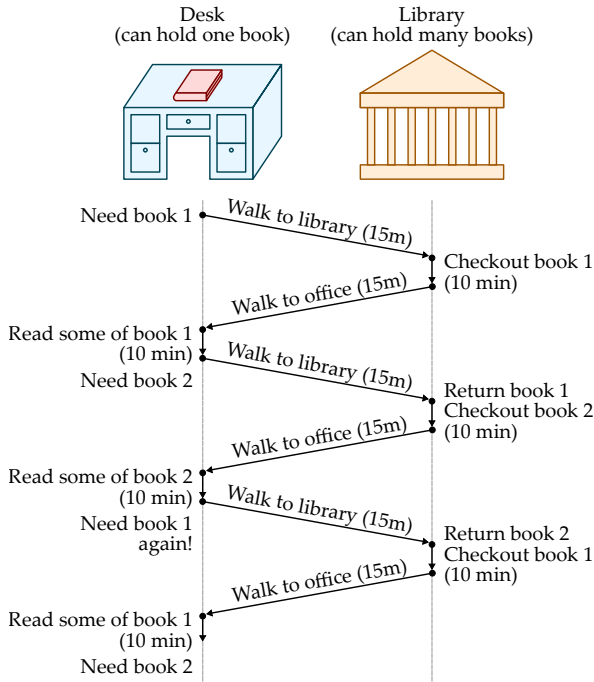 Desk
(can hold one book)
Library
(can hold many books)
Need book 1
Walk to library (15m)
Checkout book 1
(10 min)
Walk to office (15m)
Read some of book 1
(10 min)
Need book 2
Walk to library (15m)
Return book 1
Checkout book 2
(10 min)
Walk to office (15m)
Read some of book 2
(10 min)
Need book 1
again!
Walk to library (15m)
Return book 2
Checkout book 1
(10 min)
Walk to office (15m)
Read some of book 1
(10 min)
Need book 2